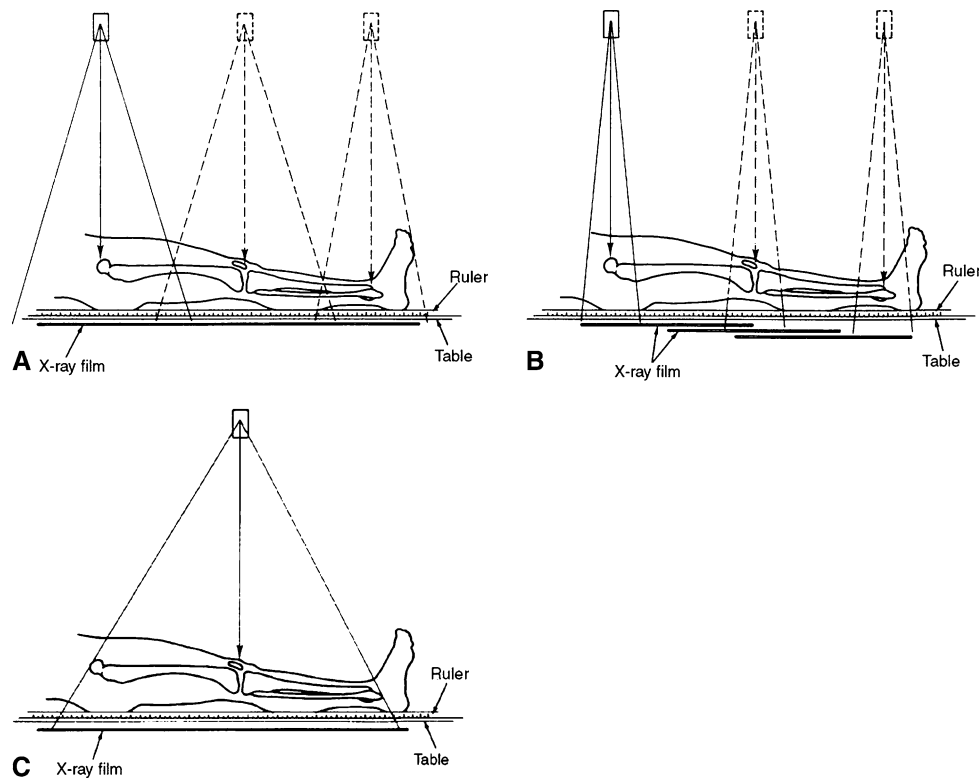 Ruler
Table
A
X-ray film
Ruler
Table
B
X-ray film
Ruler
Table
C
X-ray film